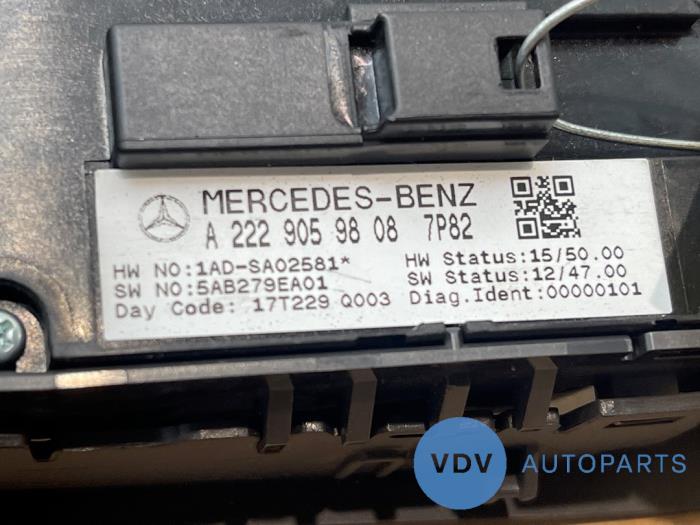 MERCEDES-BENZ
A 222 905 98 08 7P82
HW NO:1AD-SA02581* HW Status:15/50.00
SW NO:5AB279EA01 SW Status:12/47.00
Day Code: 17T229 Q003 Diag.Ident:00000101
VDV AUTOPARTS